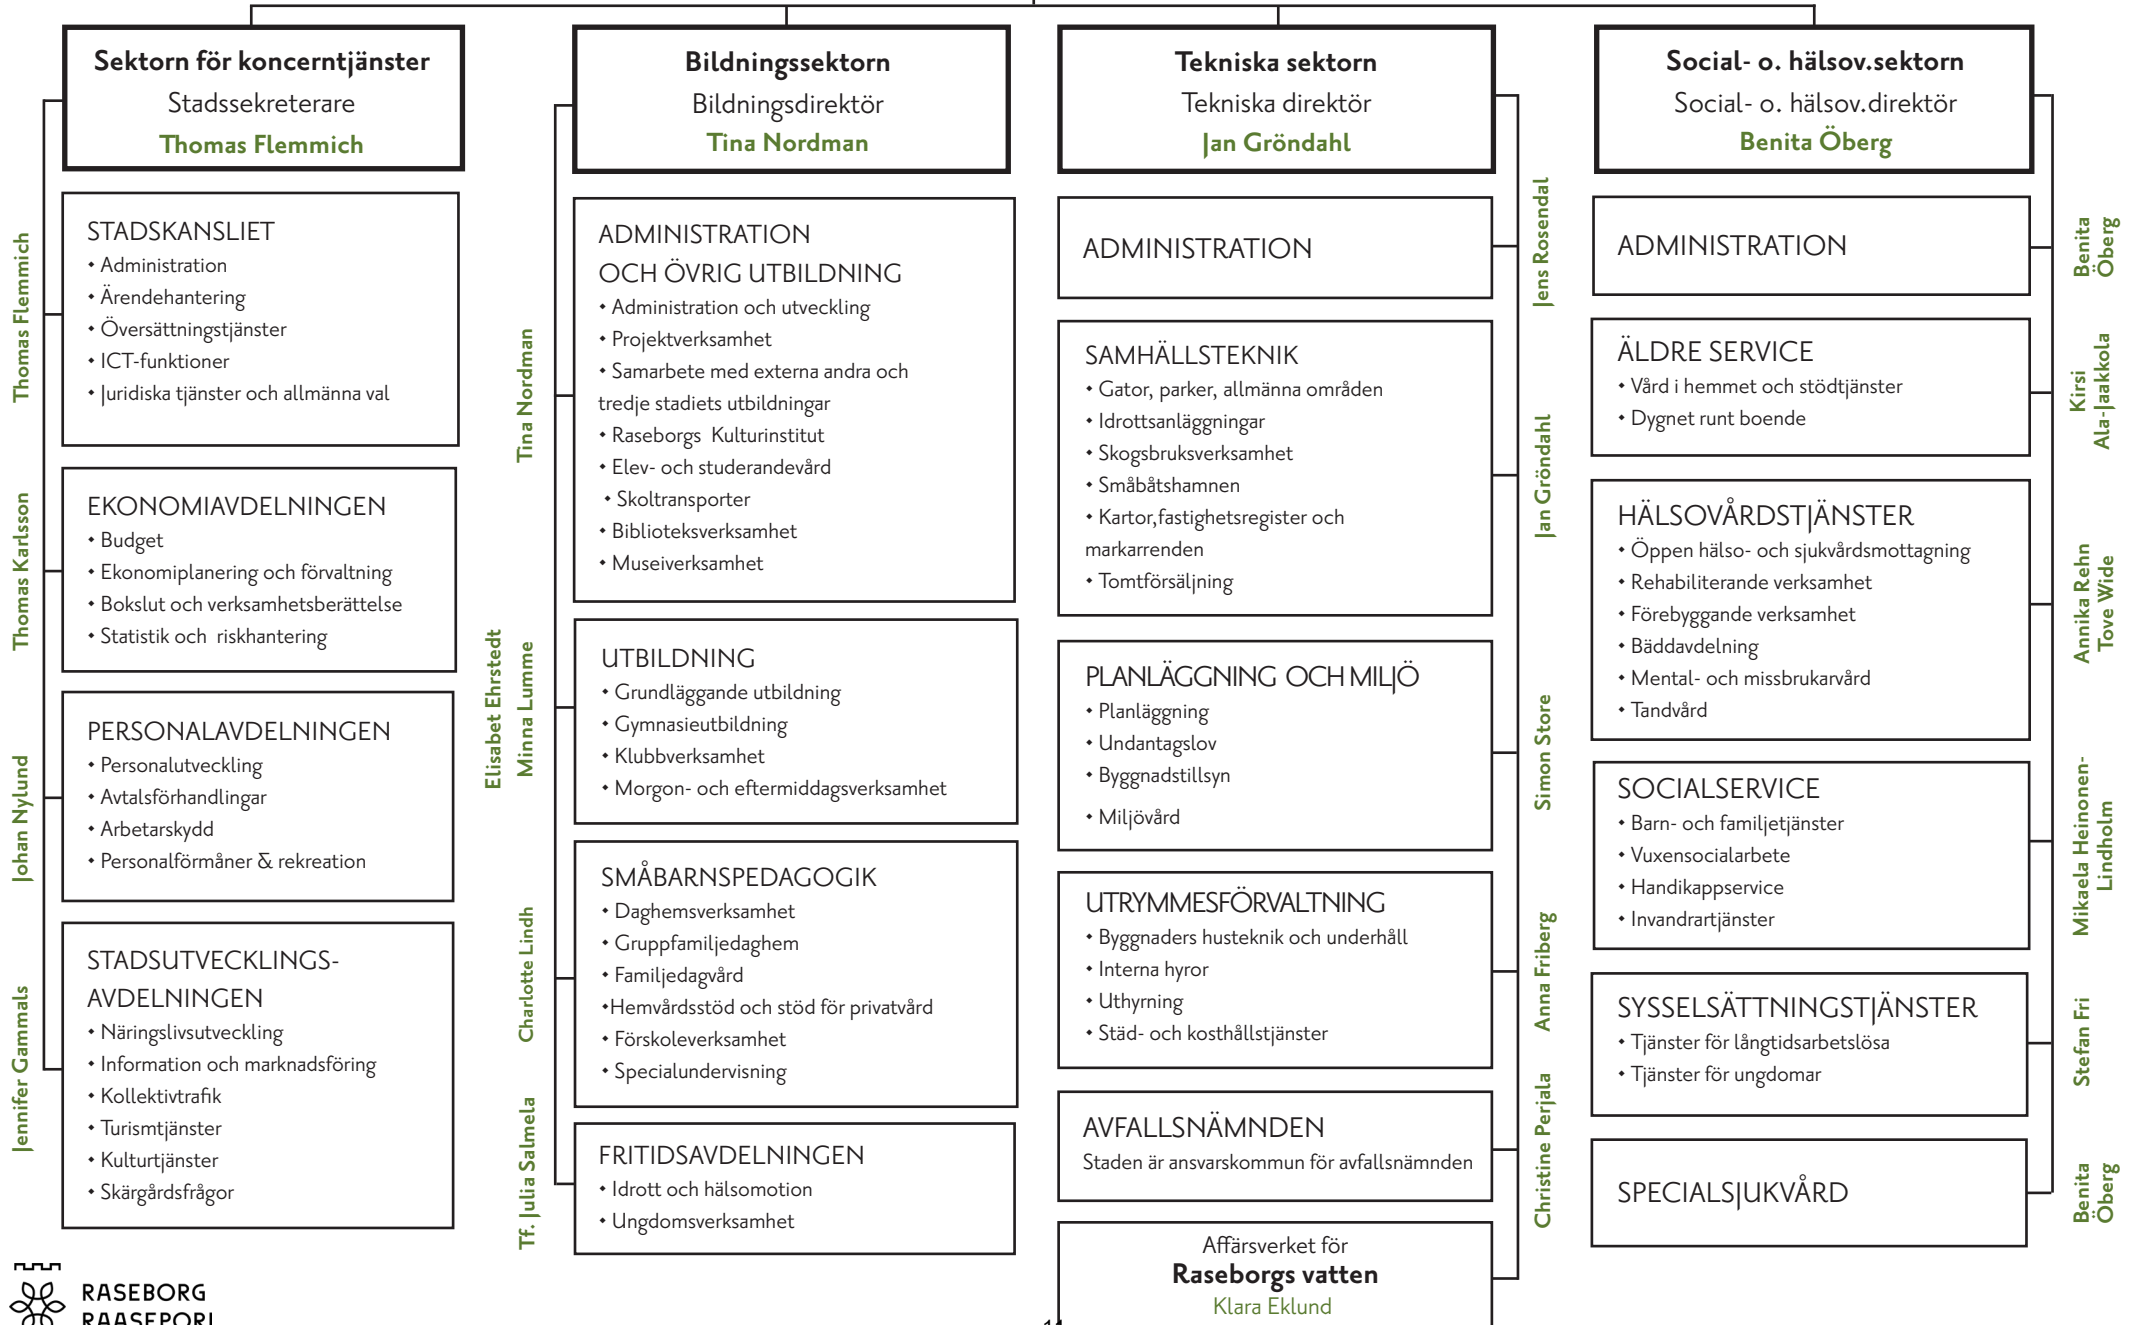 Sektorn för koncerntjänster
Stadssekreterare
Thomas Flemmich
Thomas Flemmich
STADSKANSLIET
• Administration
• Ärendehantering
• Översättningstjänster
• ICT-funktioner
• Juridiska tjänster och allmänna val
Thomas Karlsson
EKONOMIAVDELNINGEN
• Budget
• Ekonomiplanering och förvaltning
• Bokslut och verksamhetsberättelse
• Statistik och riskhantering
Johan Nylund
PERSONALAVDELNINGEN
• Personalutveckling
• Avtalsförhandlingar
• Arbetarskydd
• Personalförmåner & rekreation
Jennifer Gammals
STADSUTVECKLINGS-
AVDELNINGEN
• Näringslivsutveckling
• Information och marknadsföring
• Kollektivtrafik
• Turismtjänster
• Kulturtjänster
• Skärgårdsfrågor
Bildningssektorn
Bildningsdirektör
Tina Nordman
Tina Nordman
ADMINISTRATION
OCH ÖVRIG UTBILDNING
• Administration och utveckling
• Projektverksamhet
• Samarbete med externa andra och
tredje stadiets utbildningar
• Raseborgs Kulturinstitut
• Elev- och studerandevård
• Skoltransporter
• Biblioteksverksamhet
• Museiverksamhet
Elisabet Ehrstedt
Minna Lumme
UTBILDNING
• Grundläggande utbildning
• Gymnasieutbildning
• Klubbverksamhet
• Morgon- och eftermiddagsverksamhet
Charlotte Lindh
SMÅBARNSPEDAGOGIK
• Daghemsverksamhet
• Gruppfamiljedaghem
• Familjedagvård
•Hemvårdsstöd och stöd för privatvård
• Förskoleverksamhet
• Specialundervisning
Tf. Julia Salmela
FRITIDSAVDELNINGEN
• Idrott och hälsomotion
• Ungdomsverksamhet
Tekniska sektorn
Tekniska direktör
Jan Gröndahl
ADMINISTRATION
Jens Rosendal
SAMHÄLLSTEKNIK
• Gator, parker, allmänna områden
• Idrottsanläggningar
• Skogsbruksverksamhet
• Småbåtshamnen
• Kartor,fastighetsregister och
markarrenden
• Tomtförsäljning
Jan Gröndahl
PLANLÄGGNING OCH MILJÖ
• Planläggning
• Undantagslov
• Byggnadstillsyn
• Miljövård
Simon Store
UTRYMMESFÖRVALTNING
• Byggnaders husteknik och underhåll
• Interna hyror
• Uthyrning
• Städ- och kosthållstjänster
Anna Friberg
AVFALLSNÄMNDEN
Staden är ansvarskommun för avfallsnämnden
Christine Perjala
Affärsverket för
Raseborgs vatten
Klara Eklund
Social- o. hälsov.sektorn
Social- o. hälsov.direktör
Benita Öberg
ADMINISTRATION
Benita
Öberg
ÄLDRE SERVICE
• Vård i hemmet och stödtjänster
• Dygnet runt boende
Kirsi
Ala-Jaakkola
HÄLSOVÅRDSTJÄNSTER
• Öppen hälso- och sjukvårdsmottagning
• Rehabiliterande verksamhet
• Förebyggande verksamhet
• Bäddavdelning
• Mental- och missbrukarvård
• Tandvård
Annika Rehn
Tove Wide
SOCIALSERVICE
• Barn- och familjetjänster
• Vuxensocialarbete
• Handikappservice
• Invandrartjänster
Mikaela Heinonen-
Lindholm
SYSSELSÄTTNINGSTJÄNSTER
• Tjänster för långtidsarbetslösa
• Tjänster för ungdomar
Stefan Fri
SPECIALSJUKVÅRD
Benita
Öberg
RASEBORG
RAASEPORI